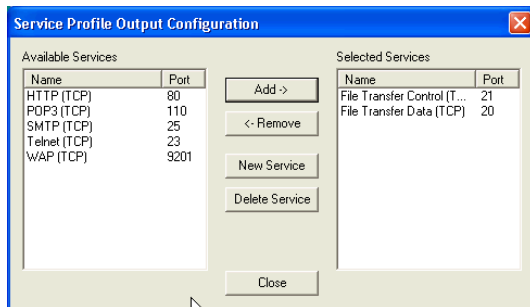 Service Profile Output Configuration
Available Services
Name Port
HTTP (TCP) 80
POP3 (TCP) 110
SMTP (TCP) 25
Telnet (TCP) 23
WAP (TCP) 9201
Add ->
<- Remove
New Service
Delete Service
Close
Selected Services
Name Port
File Transfer Control (T... 21
File Transfer Data (TCP) 20